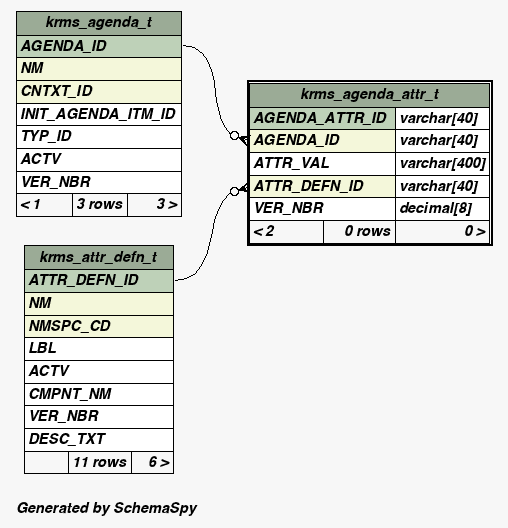 krms_agenda_t
AGENDA_ID
NM
CNTXT_ID
INIT_AGENDA_ITM_ID
TYP_ID
ACTV
VER_NBR
< 1 3 rows 3 >
krms_agenda_attr_t
AGENDA_ATTR_ID varchar[40]
AGENDA_ID varchar[40]
ATTR_VAL varchar[400]
ATTR_DEFN_ID varchar[40]
VER_NBR decimal[8]
< 2 0 rows 0 >
krms_attr_defn_t
ATTR_DEFN_ID
NM
NMSPC_CD
LBL
ACTV
CMPNT_NM
VER_NBR
DESC_TXT
11 rows 6 >
Generated by SchemaSpy